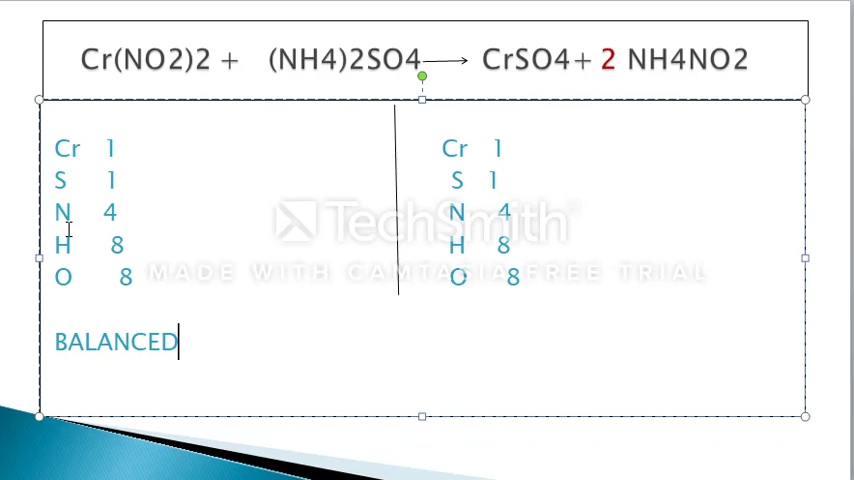 Cr(NO2)2 + (NH4)2SO4 → CrSO4+ 2 NH4NO2
Cr 1 Cr 1
S 1 S 1
N 4 N 4
H 8 H 8
O 8 O 8
BALANCED
TechSmith
MADE WITH CAMTASIA FREE TRIAL